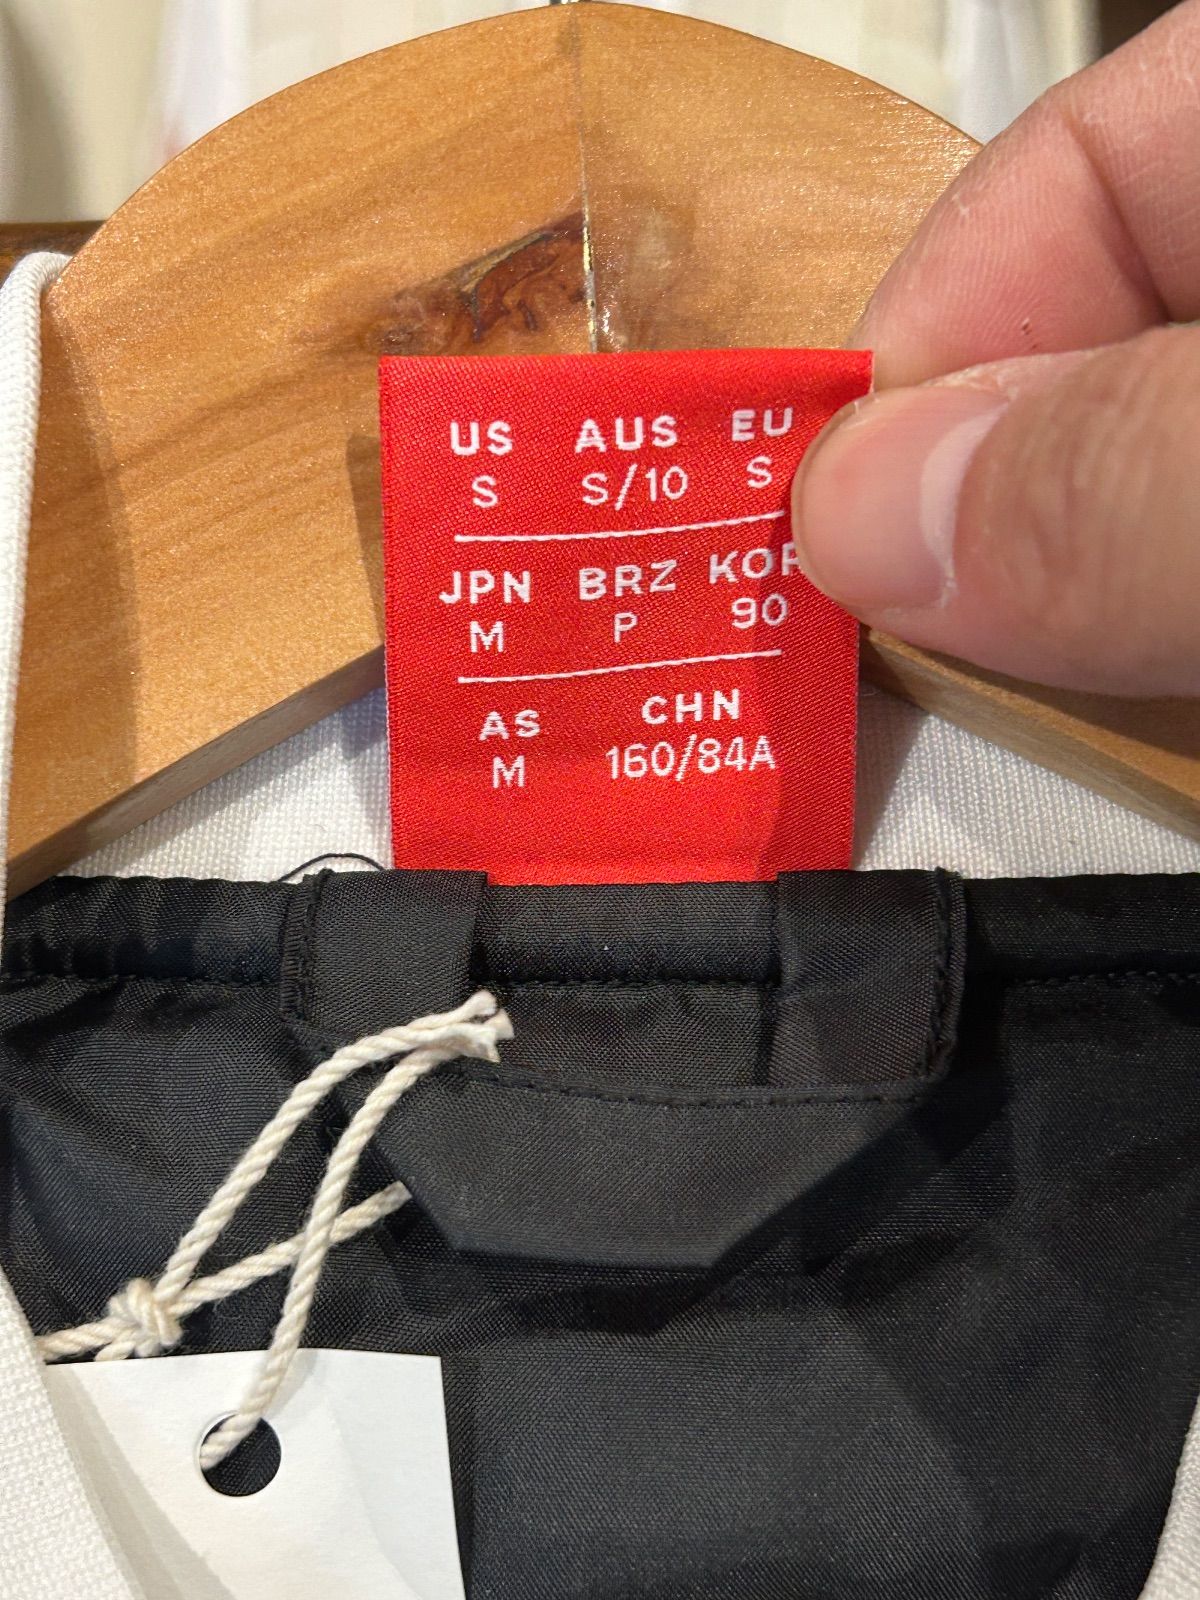 US AUS EU
S S/10 S
JPN BRZ KOR
M P 90
AS CHN
M 160/84A